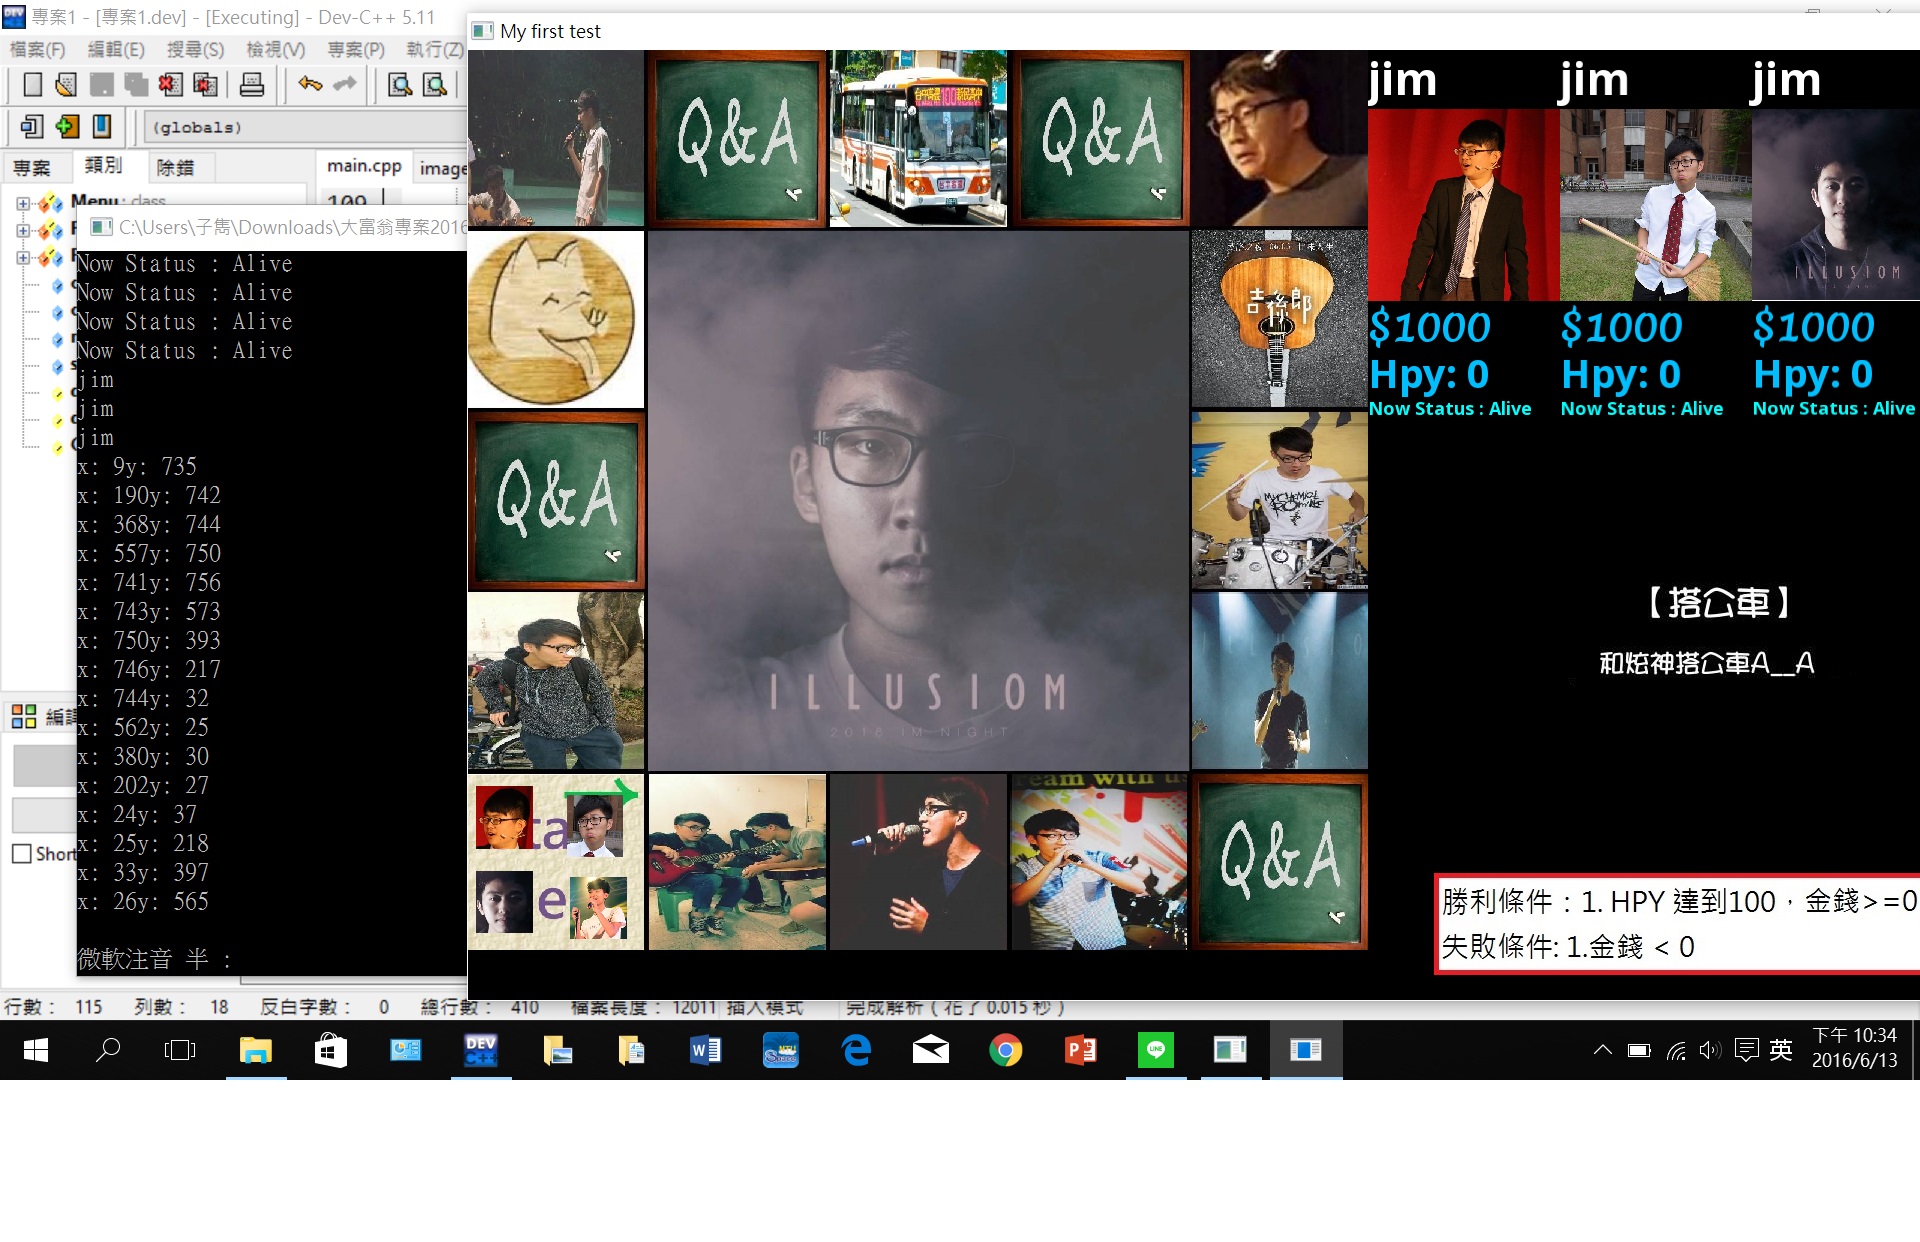 專案1 - [專案1.dev] - [Executing] - Dev-C++ 5.11
檔案(F) 編輯(E) 搜尋(S) 檢視(V) 專案(P) 執行(Z)
(globals)
專案 類別 除錯
main.cpp
109
Menu : class
C:\Users\子雋\Downloads\大富翁專案2016
Now Status : Alive
Now Status : Alive
Now Status : Alive
Now Status : Alive
jim
jim
jim
x: 9y: 735
x: 190y: 742
x: 368y: 744
x: 557y: 750
x: 741y: 756
x: 743y: 573
x: 750y: 393
x: 746y: 217
x: 744y: 32
x: 562y: 25
x: 380y: 30
x: 202y: 27
x: 24y: 37
x: 25y: 218
x: 33y: 397
x: 26y: 565
微軟注音 半 :
Short
行數： 115 列數： 18 反白字數： 0 總行數： 410 檔案長度： 12011 插入模式 完成解析 ( 花了 0.015 秒 )
My first test
Q&A
100
Q&A
吉他郎
Q&A
MY CHEMICAL
ILLUSIOM
2016 IM NIGHT
ta
e
ream with us
Q&A
jim jim jim
ILLUSIOM
$1000 $1000 $1000
Hpy: 0 Hpy: 0 Hpy: 0
Now Status : Alive Now Status : Alive Now Status : Alive
【搭公車】
和炫神搭公車A__A
勝利條件：1. HPY 達到100，金錢>=0
失敗條件: 1.金錢 < 0
英
下午 10:34
2016/6/13